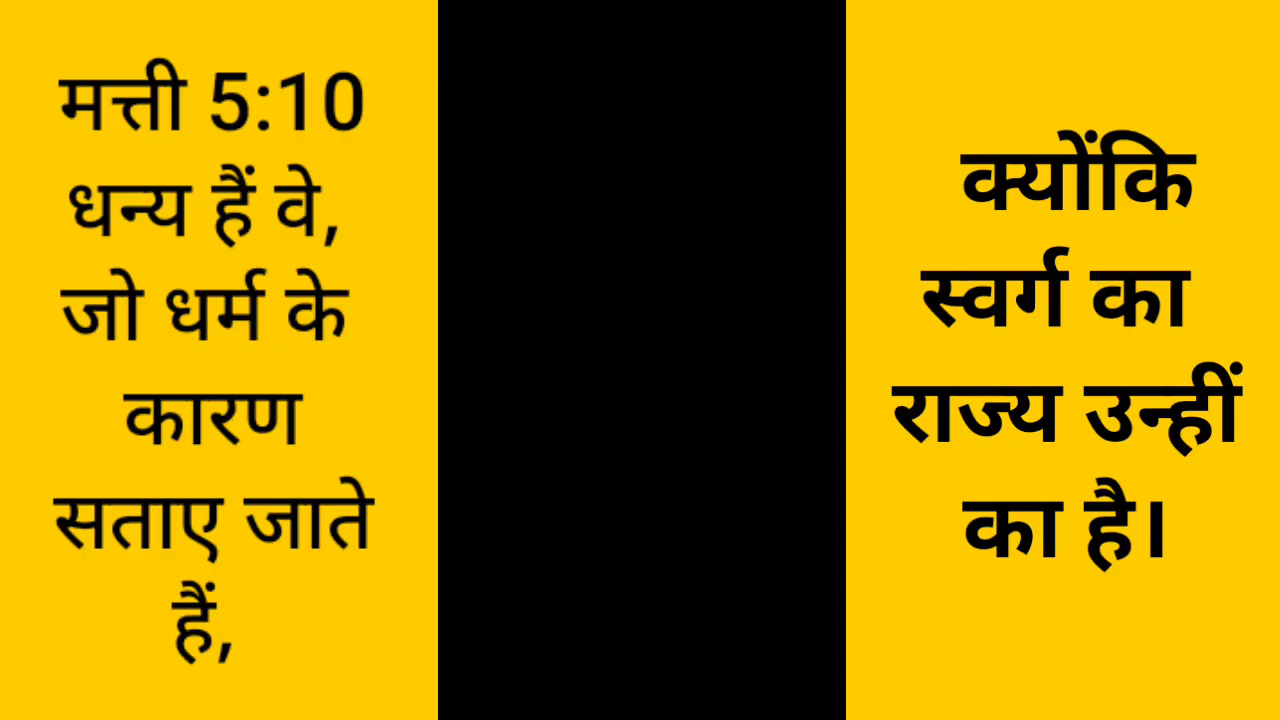 मत्ती 5:10
धन्य हैं वे,
जो धर्म के
कारण
सताए जाते
हैं,
क्योंकि
स्वर्ग का
राज्य उन्हीं
का है।